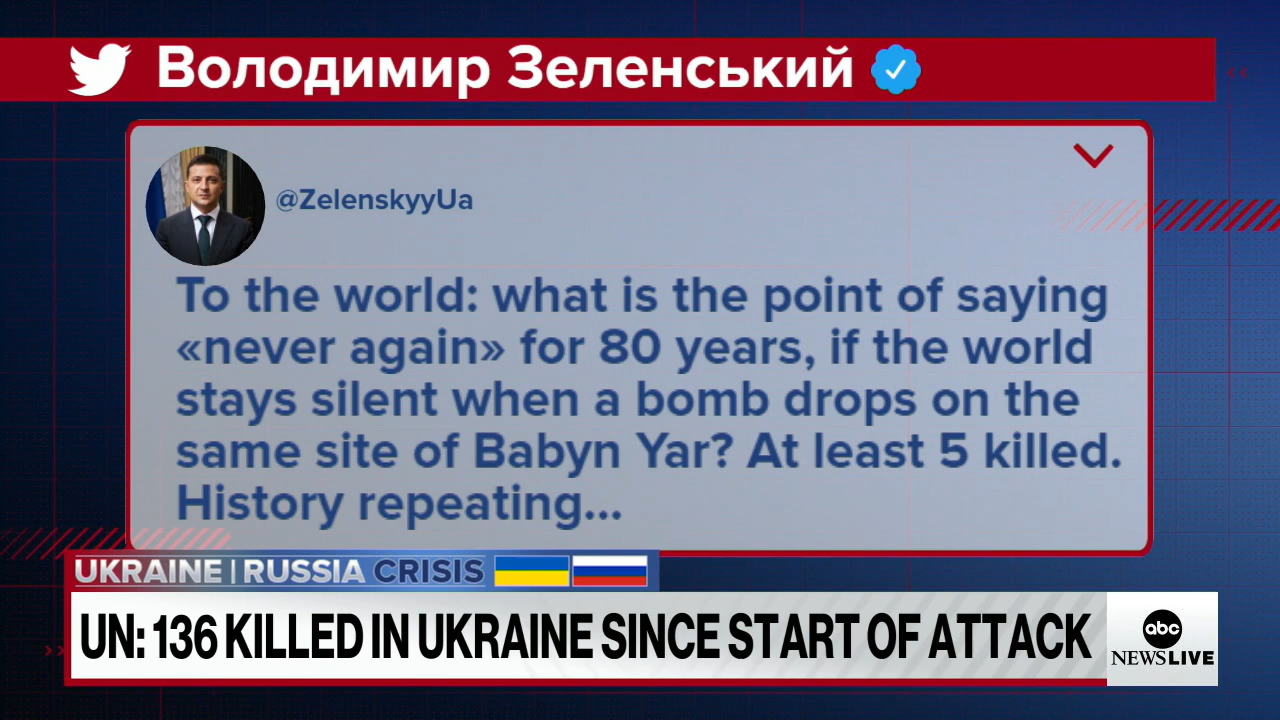 Володимир Зеленський
@ZelenskyyUa
To the world: what is the point of saying
«never again» for 80 years, if the world
stays silent when a bomb drops on the
same site of Babyn Yar? At least 5 killed.
History repeating...
UKRAINE | RUSSIA CRISIS
UN: 136 KILLED IN UKRAINE SINCE START OF ATTACK
abc
NEWSLIVE